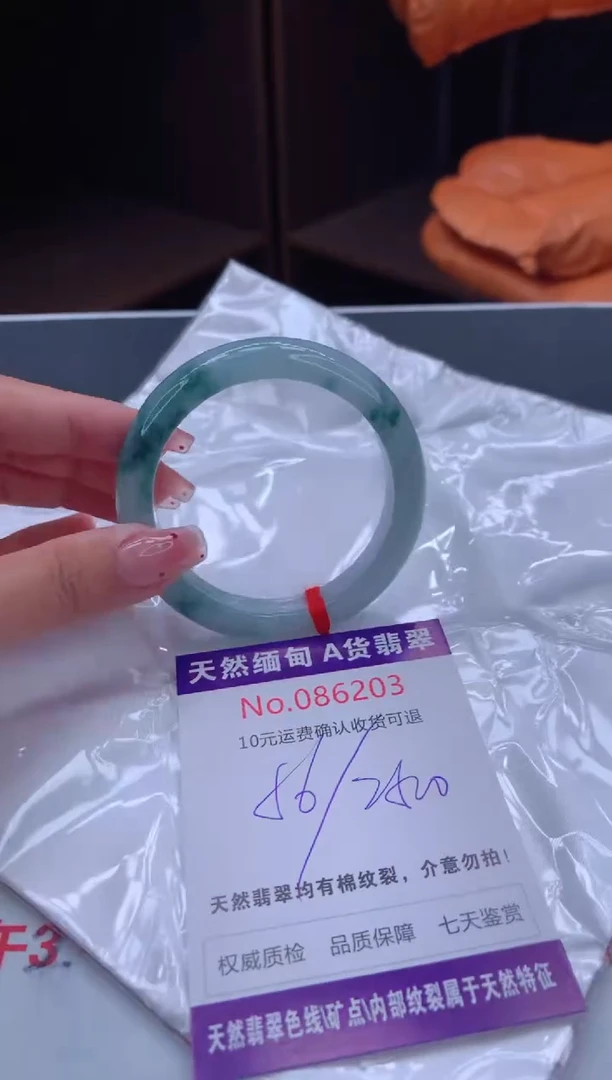 天然缅甸 A货翡翠
No.086203
10元运费确认收货可退
天然翡翠均有棉纹裂，介意勿拍！
权威质检 品质保障 七天鉴赏
天然翡翠色线\矿点\内部纹裂属于天然特征
午3